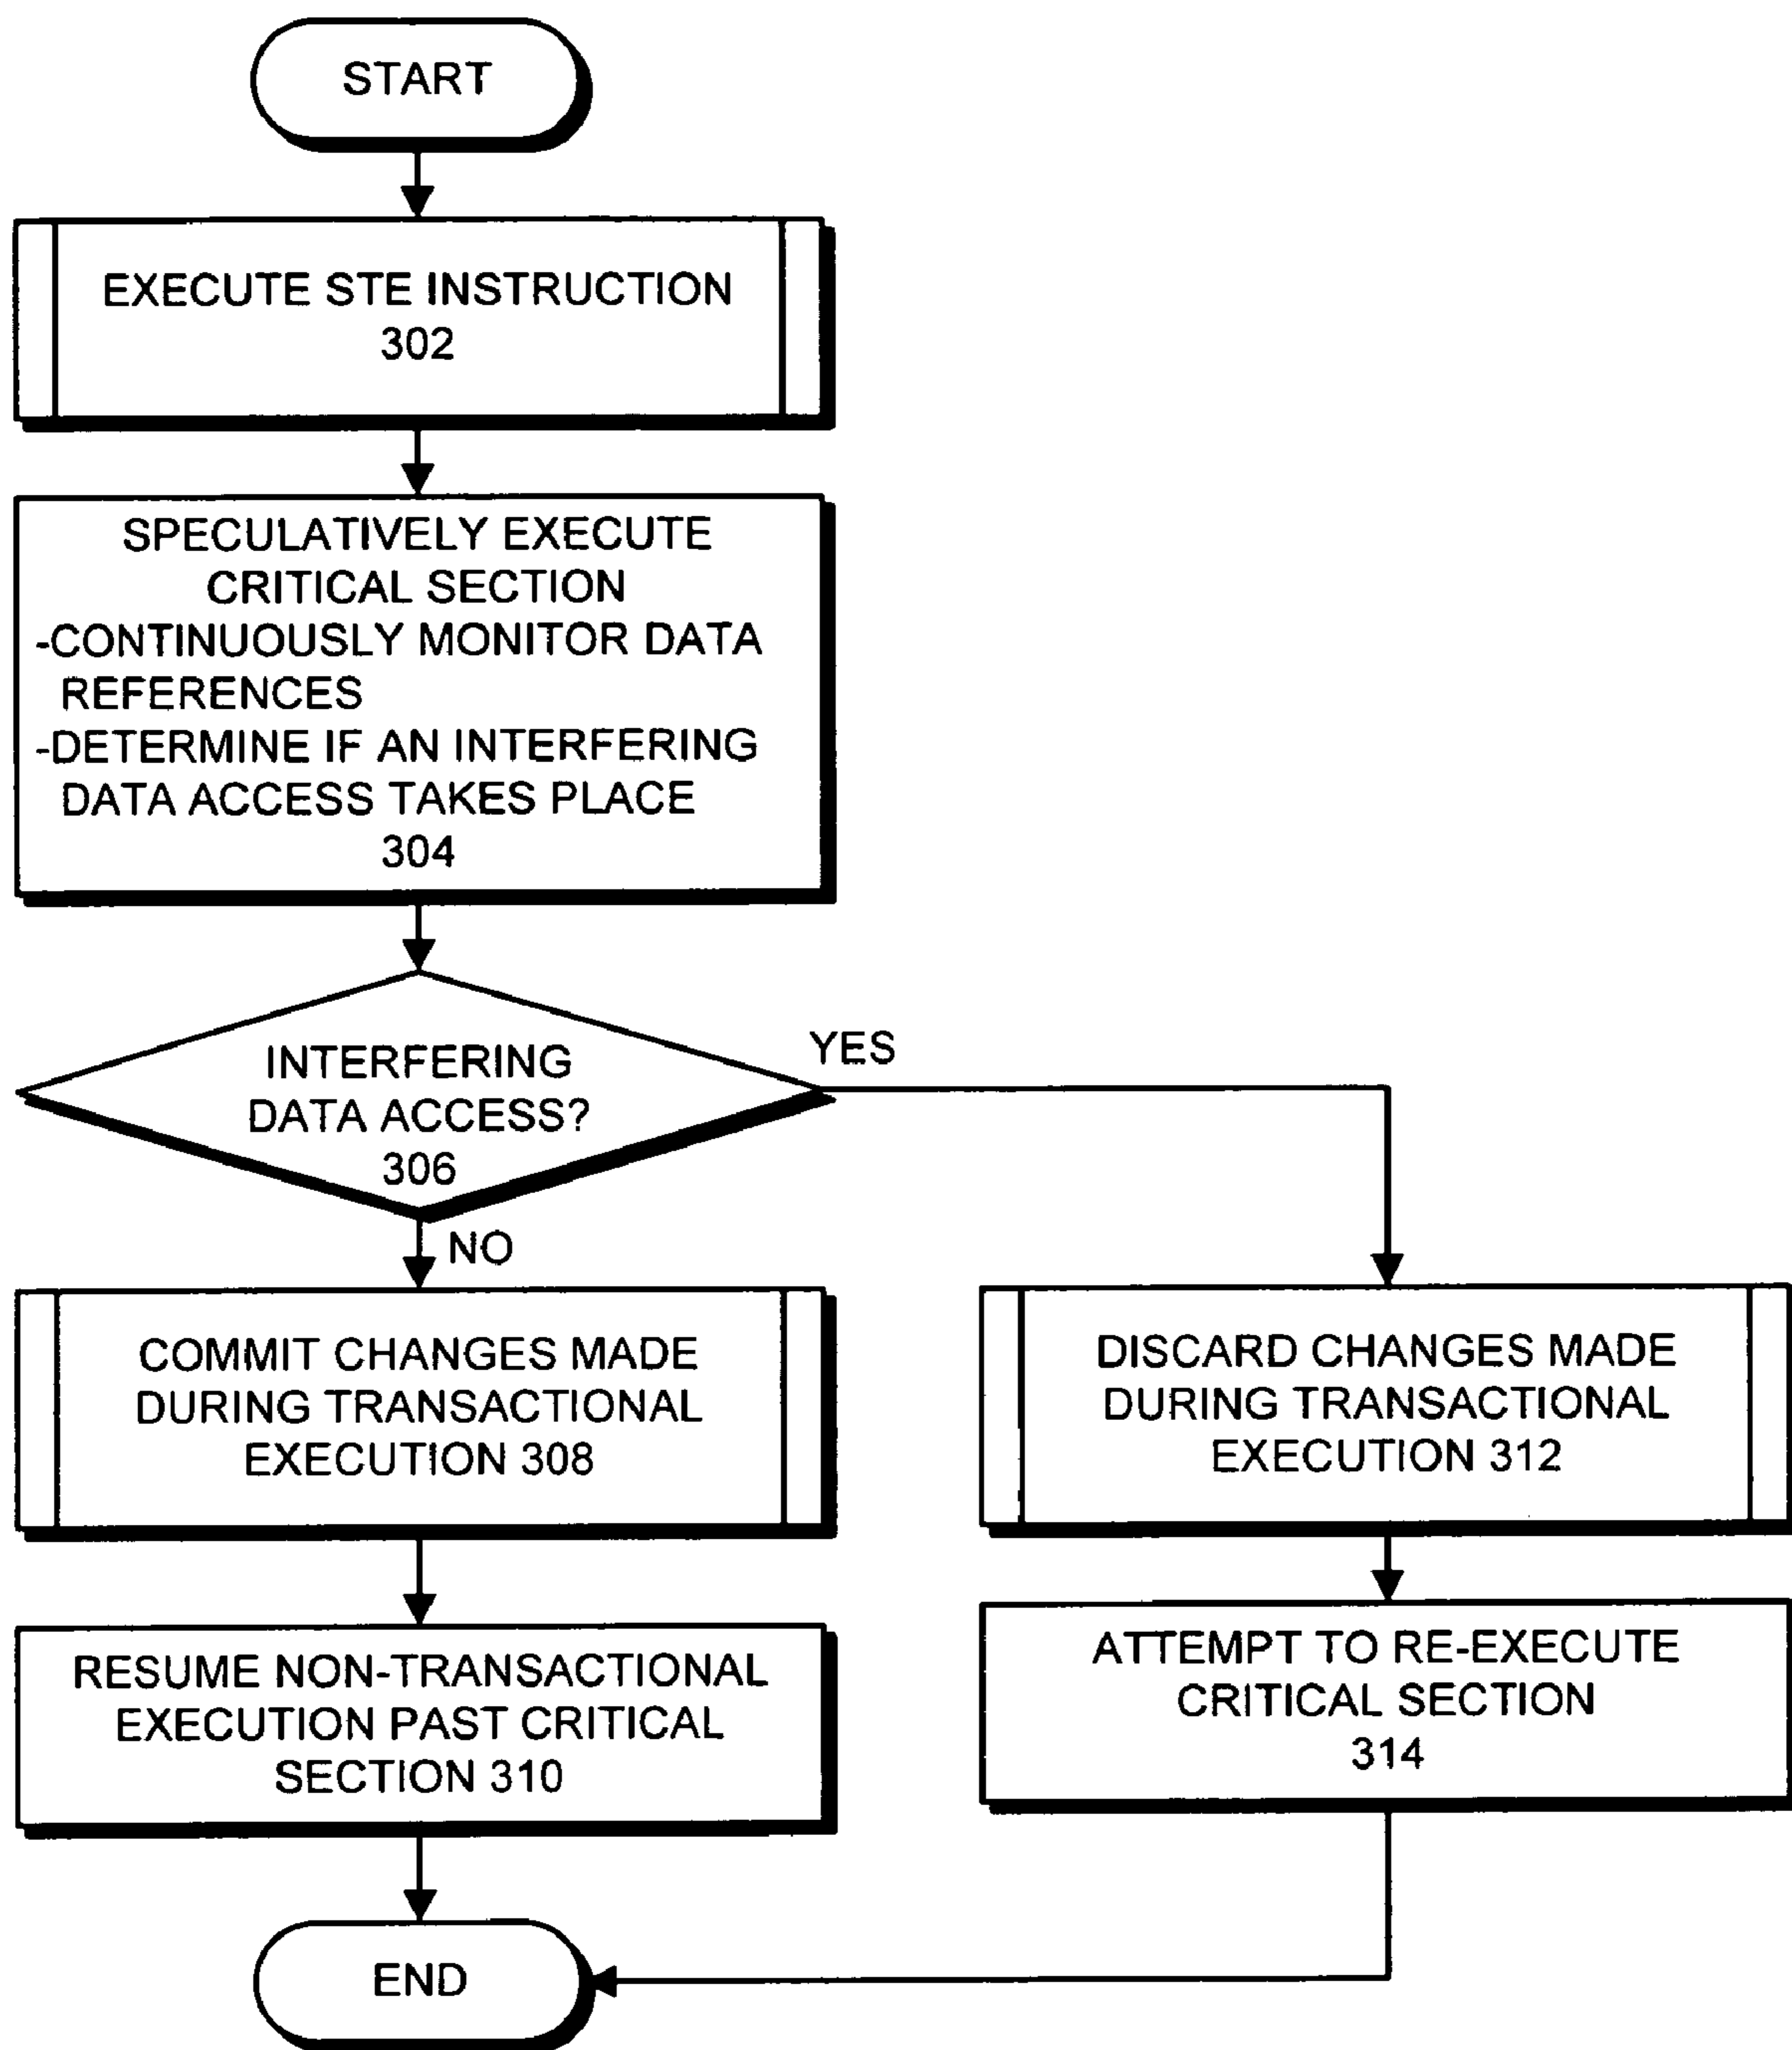 START
EXECUTE STE INSTRUCTION
302
SPECULATIVELY EXECUTE
CRITICAL SECTION
-CONTINUOUSLY MONITOR DATA
REFERENCES
-DETERMINE IF AN INTERFERING
DATA ACCESS TAKES PLACE
304
INTERFERING
DATA ACCESS?
306
YES
NO
COMMIT CHANGES MADE
DURING TRANSACTIONAL
EXECUTION 308
DISCARD CHANGES MADE
DURING TRANSACTIONAL
EXECUTION 312
RESUME NON-TRANSACTIONAL
EXECUTION PAST CRITICAL
SECTION 310
ATTEMPT TO RE-EXECUTE
CRITICAL SECTION
314
END